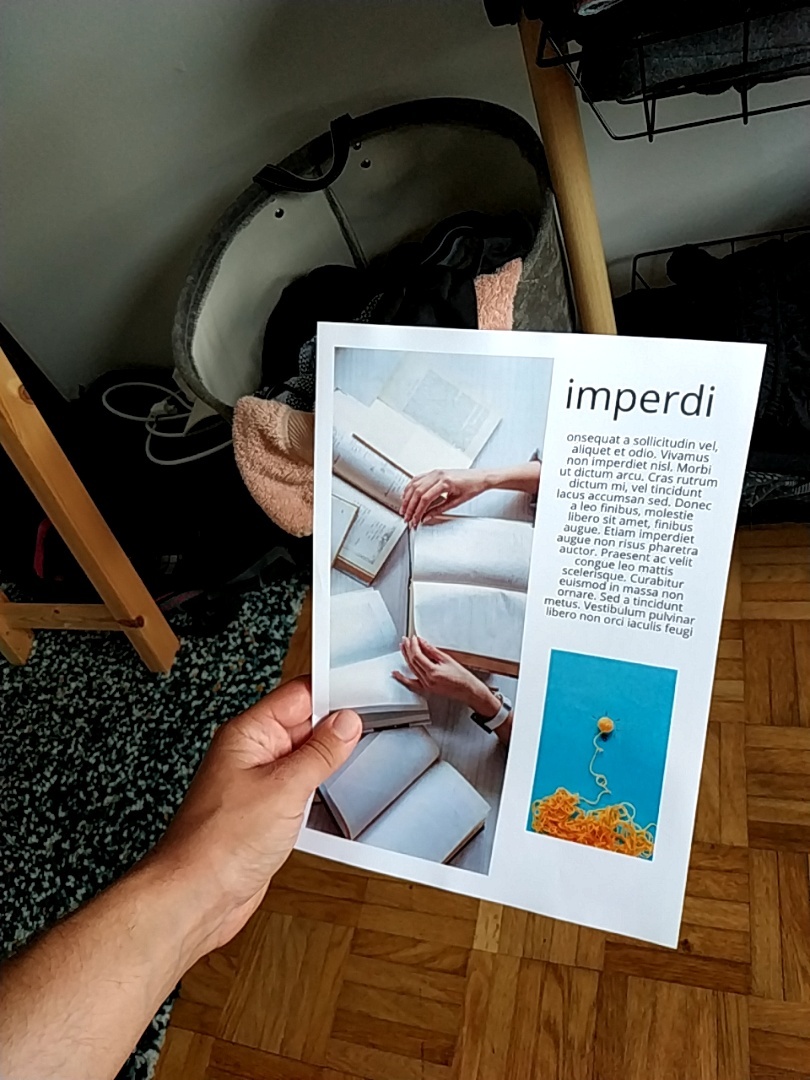 imperdi
onsequat a sollicitudin vel,
aliquet et odio. Vivamus
non imperdiet nisl. Morbi
ut dictum arcu. Cras rutrum
dictum mi, vel tincidunt
lacus accumsan sed. Donec
a leo finibus, molestie
libero sit amet, finibus
augue. Etiam imperdiet
augue non risus pharetra
auctor. Praesent ac velit
congue leo mattis
scelerisque. Curabitur
euismod in massa non
ornare. Sed a tincidunt
metus. Vestibulum pulvinar
libero non orci iaculis feugi